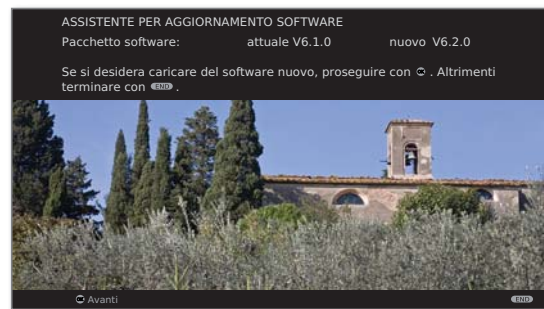 ASSISTENTE PER AGGIORNAMENTO SOFTWARE
Pacchetto software: attuale V6.1.0 nuovo V6.2.0
Se si desidera caricare del software nuovo, proseguire con . Altrimenti
terminare con END .
Avanti END